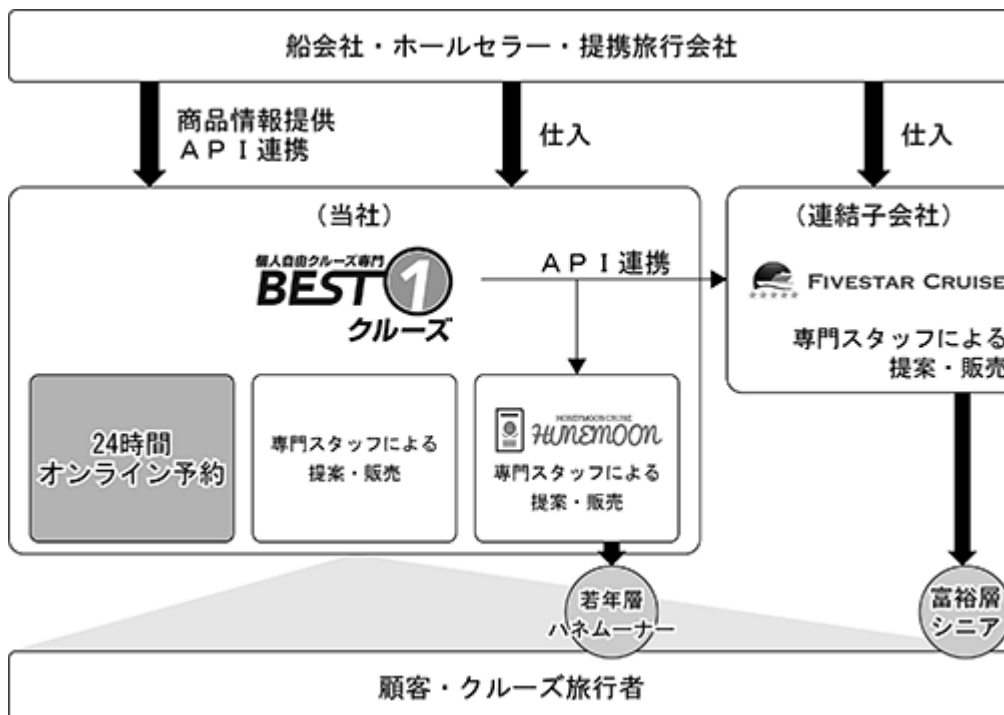 船会社・ホールセラー・提携旅行会社
商品情報提供
ＡＰＩ連携
仕入
仕入
（当社）
個人自由クルーズ専門
BEST1
クルーズ
ＡＰＩ連携
（連結子会社）
FIVESTAR CRUISE
専門スタッフによる
提案・販売
24時間
オンライン予約
専門スタッフによる
提案・販売
HONEYMOON CRUISE
HUNEMOON
専門スタッフによる
提案・販売
若年層
ハネムーナー
富裕層
シニア
顧客・クルーズ旅行者